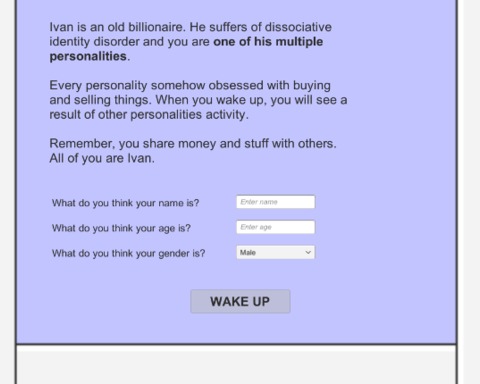 Ivan is an old billionaire. He suffers of dissociative
identity disorder and you are one of his multiple
personalities.
Every personality somehow obsessed with buying
and selling things. When you wake up, you will see a
result of other personalities activity.
Remember, you share money and stuff with others.
All of you are Ivan.
What do you think your name is? Enter name
What do you think your age is? Enter age
What do you think your gender is? Male
WAKE UP